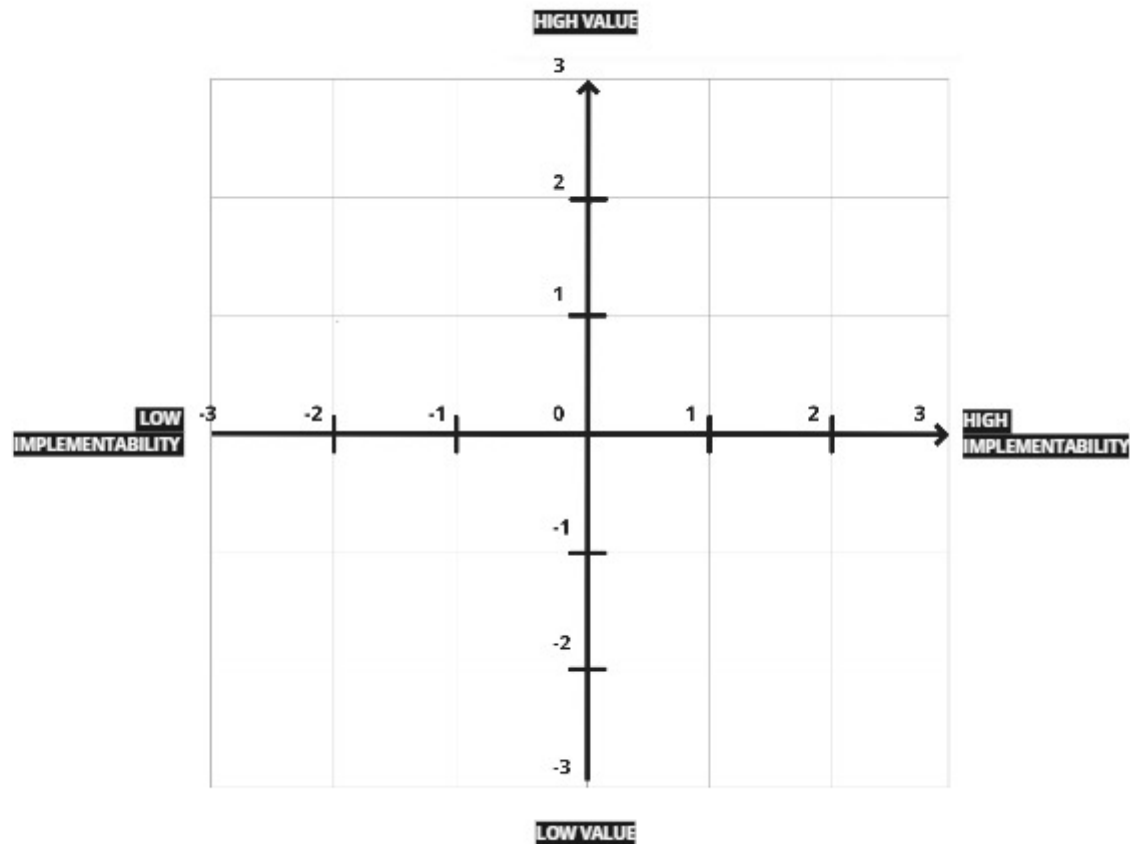 HIGH VALUE
3
2
1
LOW
IMPLEMENTABILITY
-3 -2 -1 0 1 2 3
HIGH
IMPLEMENTABILITY
-1
-2
-3
LOW VALUE